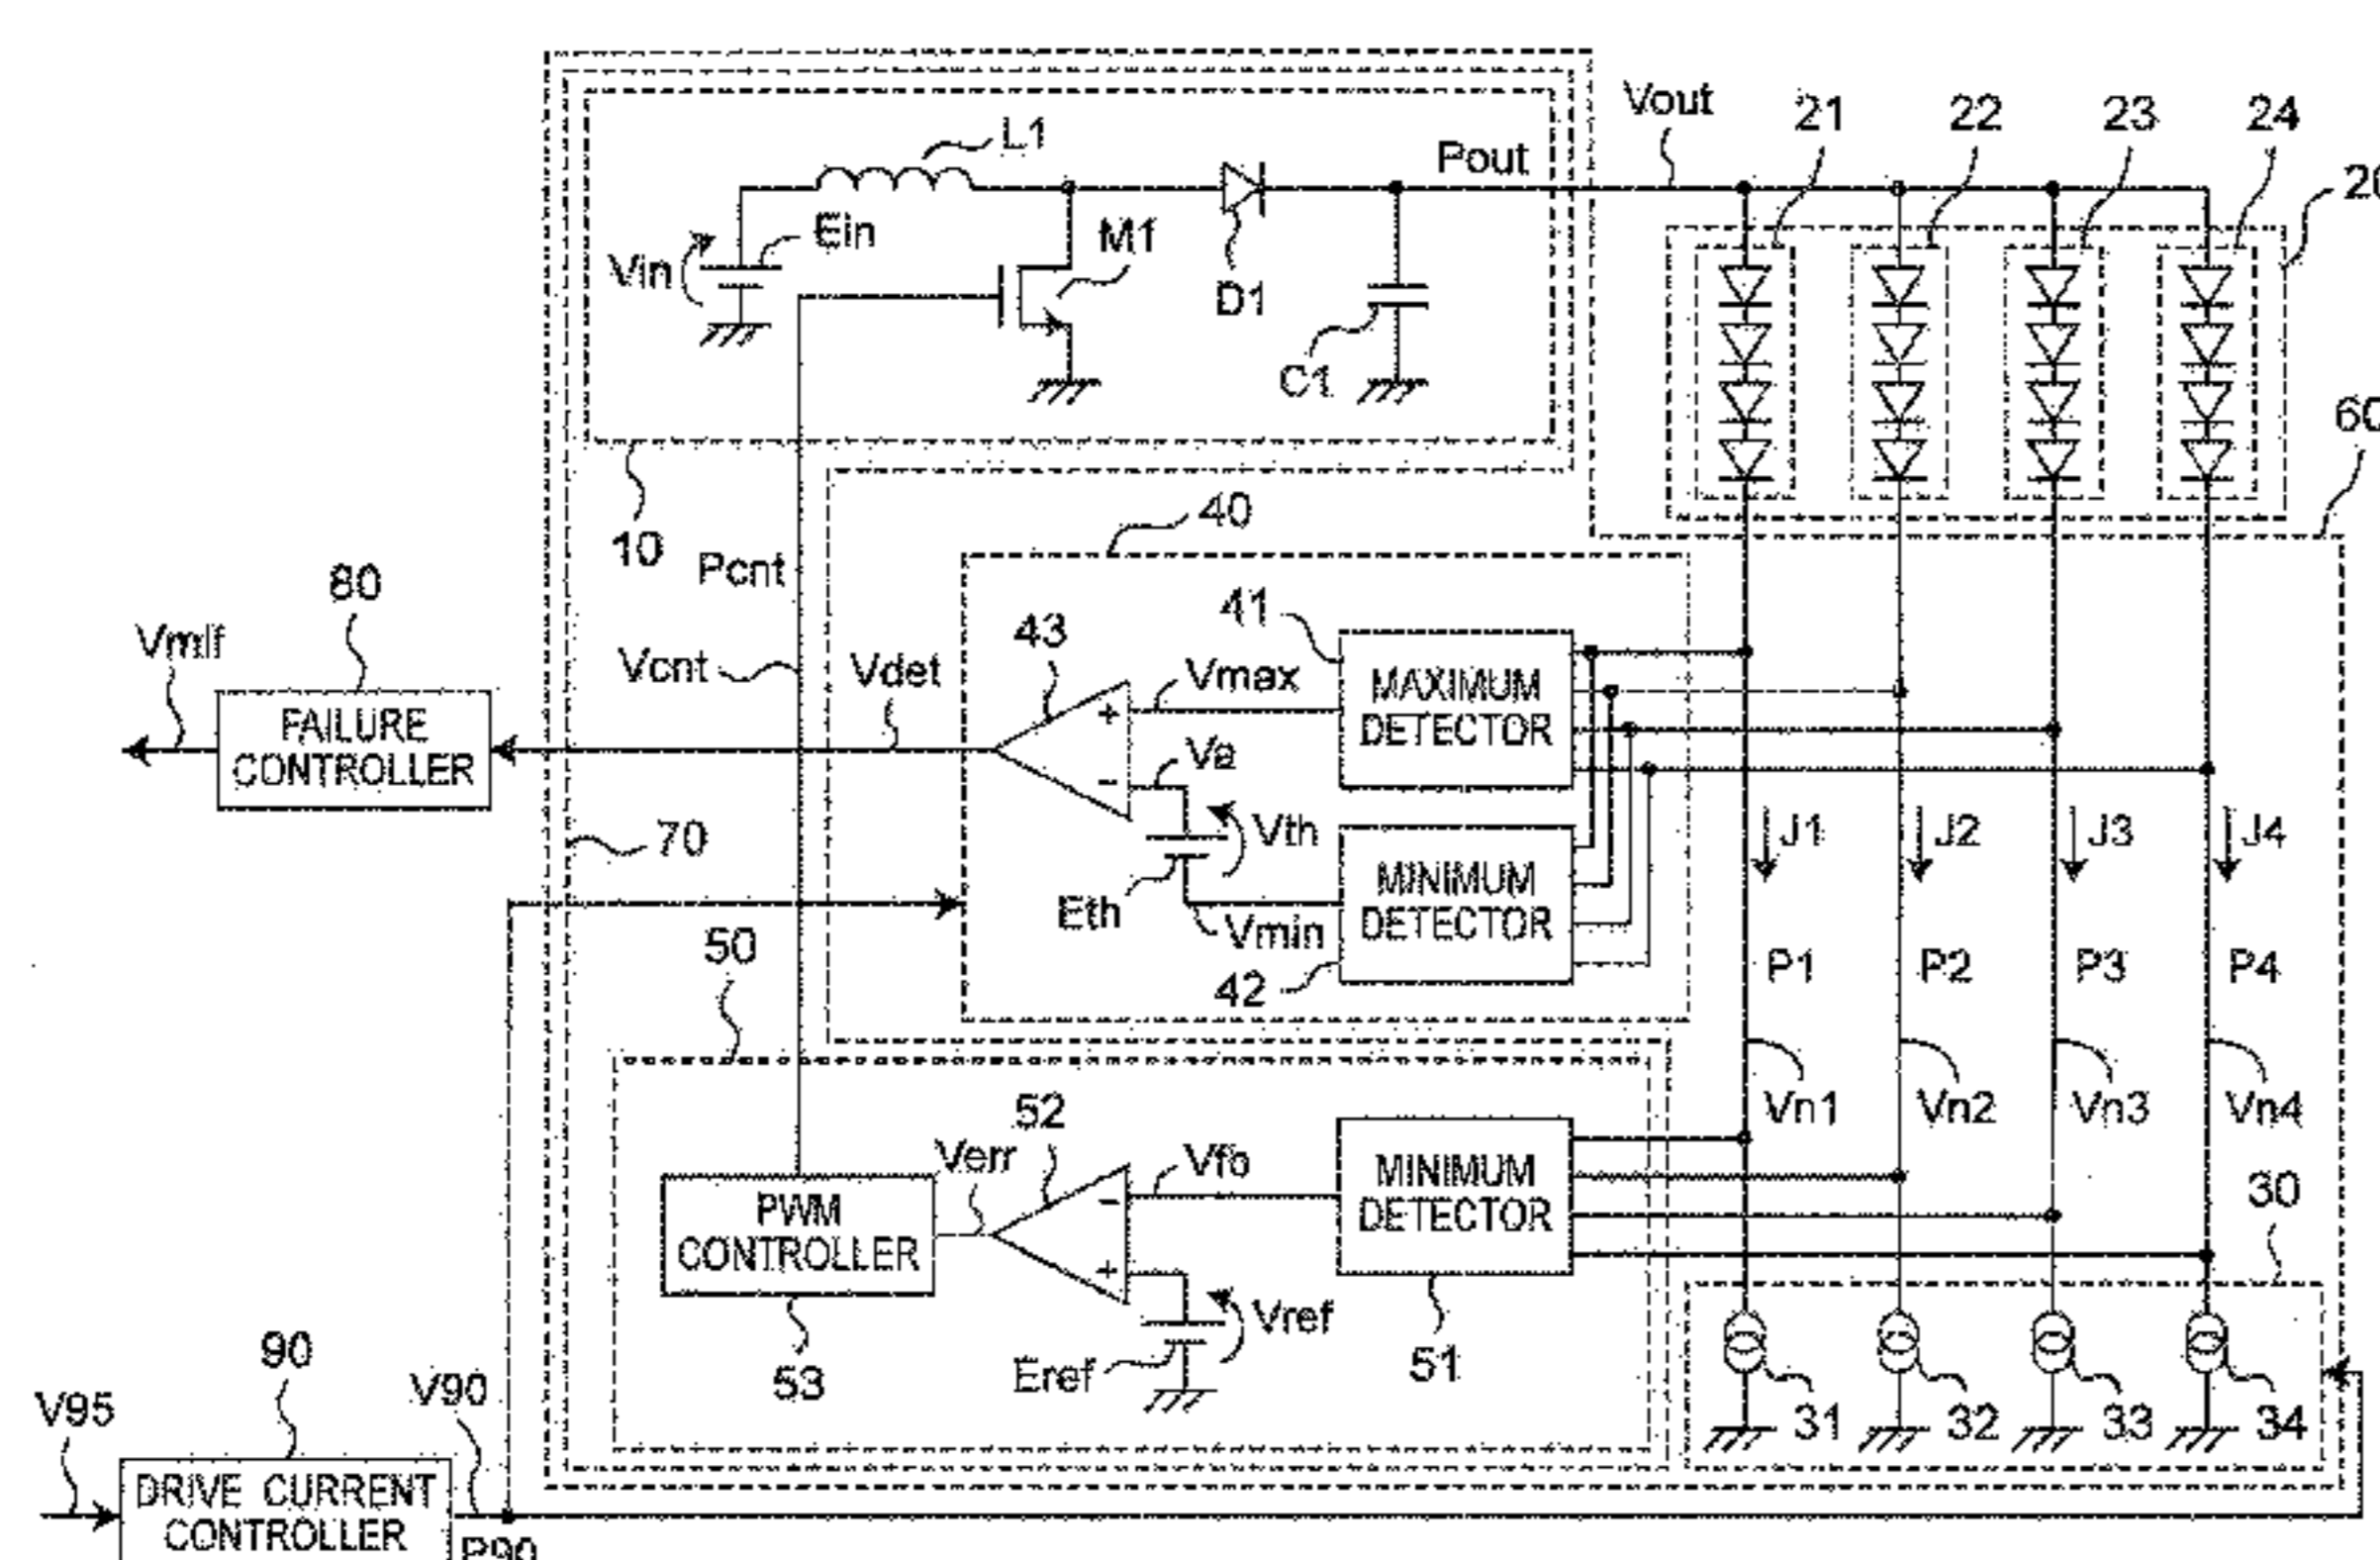 Vout
21
22
23
24
L1
Pout
20
Ein
M1
Vin
D1
C1
60
40
10
Pcnt
80
41
43
Vmlf
Vcnt
Vdet
Vmax
MAXIMUM
DETECTOR
FAILURE
CONTROLLER
+
Va
-
70
Vth
J1
J2
J3
J4
MINIMUM
DETECTOR
Eth
Vmin
50
P1
P2
P3
P4
42
52
Vn1
Vn2
Vn3
Vn4
Verr
Vfb
MINIMUM
DETECTOR
30
PWM
CONTROLLER
-
+
Vref
90
53
Eref
51
V95
V90
31
32
33
34
DRIVE CURRENT
CONTROLLER
P90